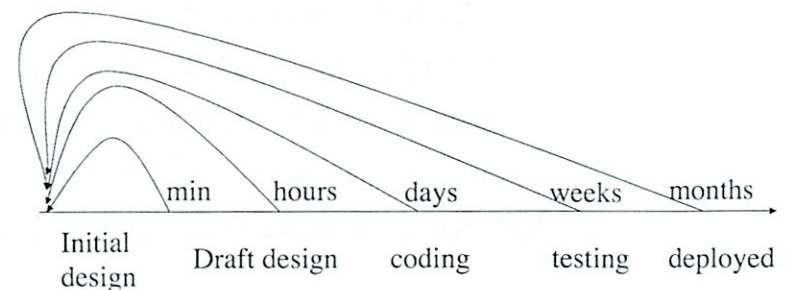 min hours days weeks months
Initial design
Draft design coding testing deployed